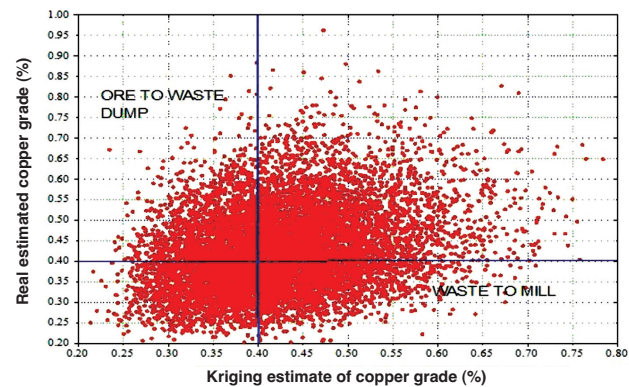 1.00
0.95
0.90
0.85
0.80
0.75
0.70
0.65
0.60
0.55
0.50
0.45
0.40
0.35
0.30
0.25
0.20
Real estimated copper grade (%)
ORE TO WASTE
DUMP
WASTE TO MILL
0.20 0.25 0.30 0.35 0.40 0.45 0.50 0.55 0.60 0.65 0.70 0.75 0.80
Kriging estimate of copper grade (%)